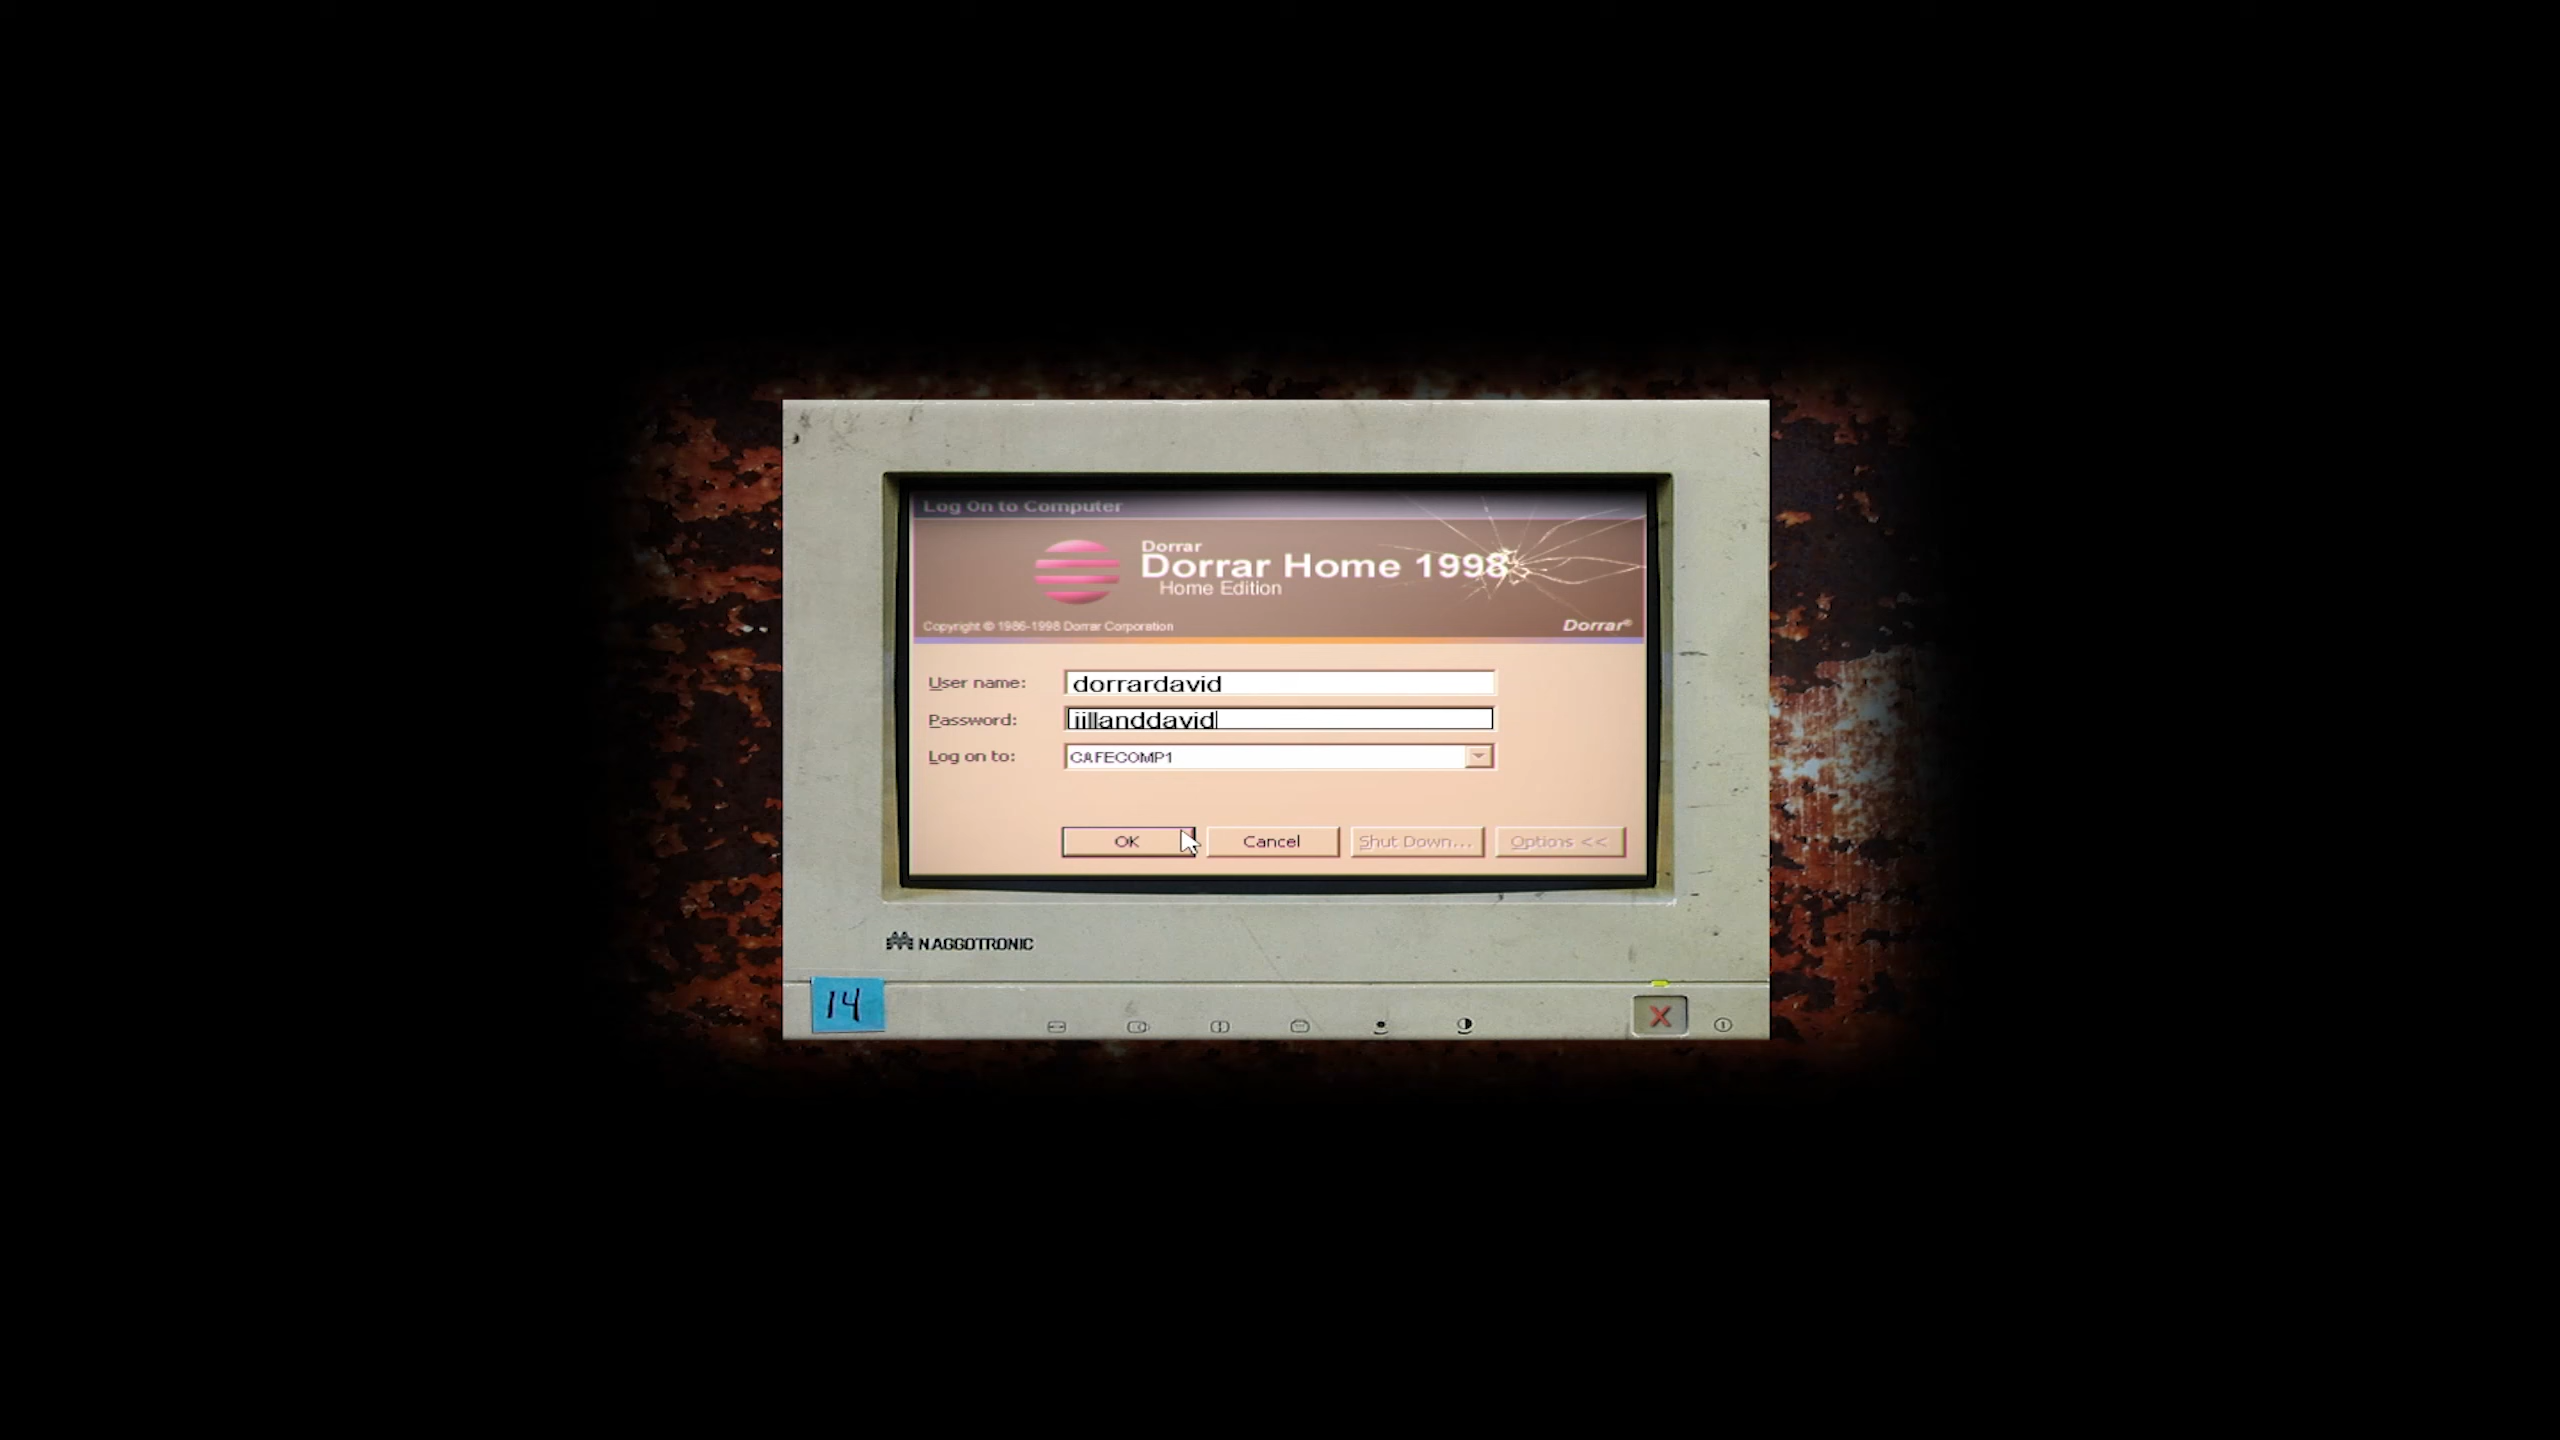 Log On to Computer
Dorrar
Dorrar Home 1998
Home Edition
Copyright © 1986-1998 Dorrar Corporation
Dorrar®
User name: dorrardavid
Password: jillanddavid
Log on to: CAFECOMP1
OK Cancel Shut Down... Options <<
NAGGOTRONIC
14
X